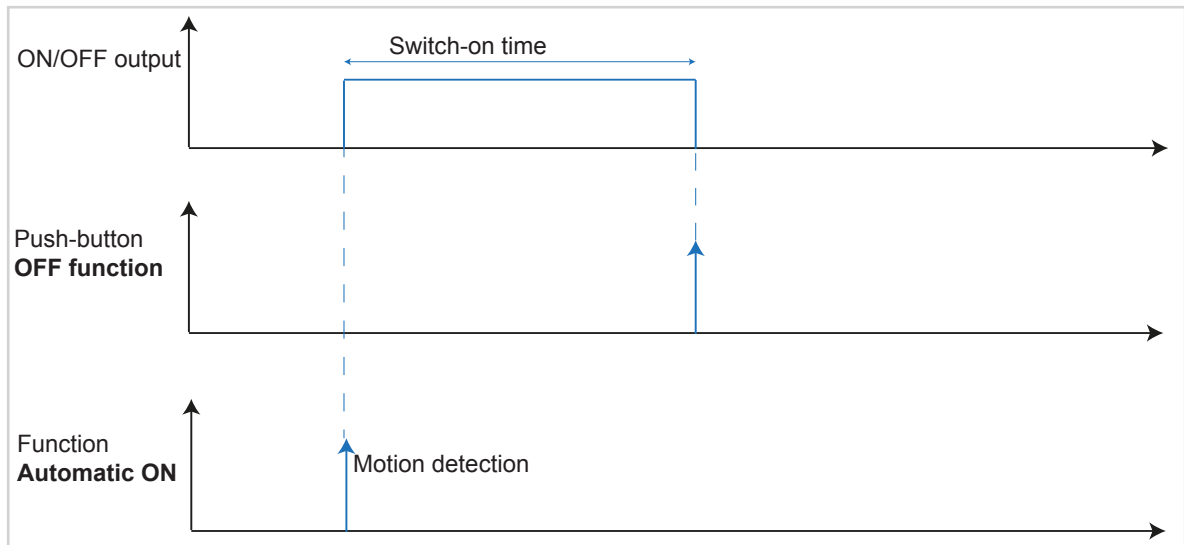 Switch-on time
ON/OFF output
Push-button
OFF function
Function
Automatic ON
Motion detection